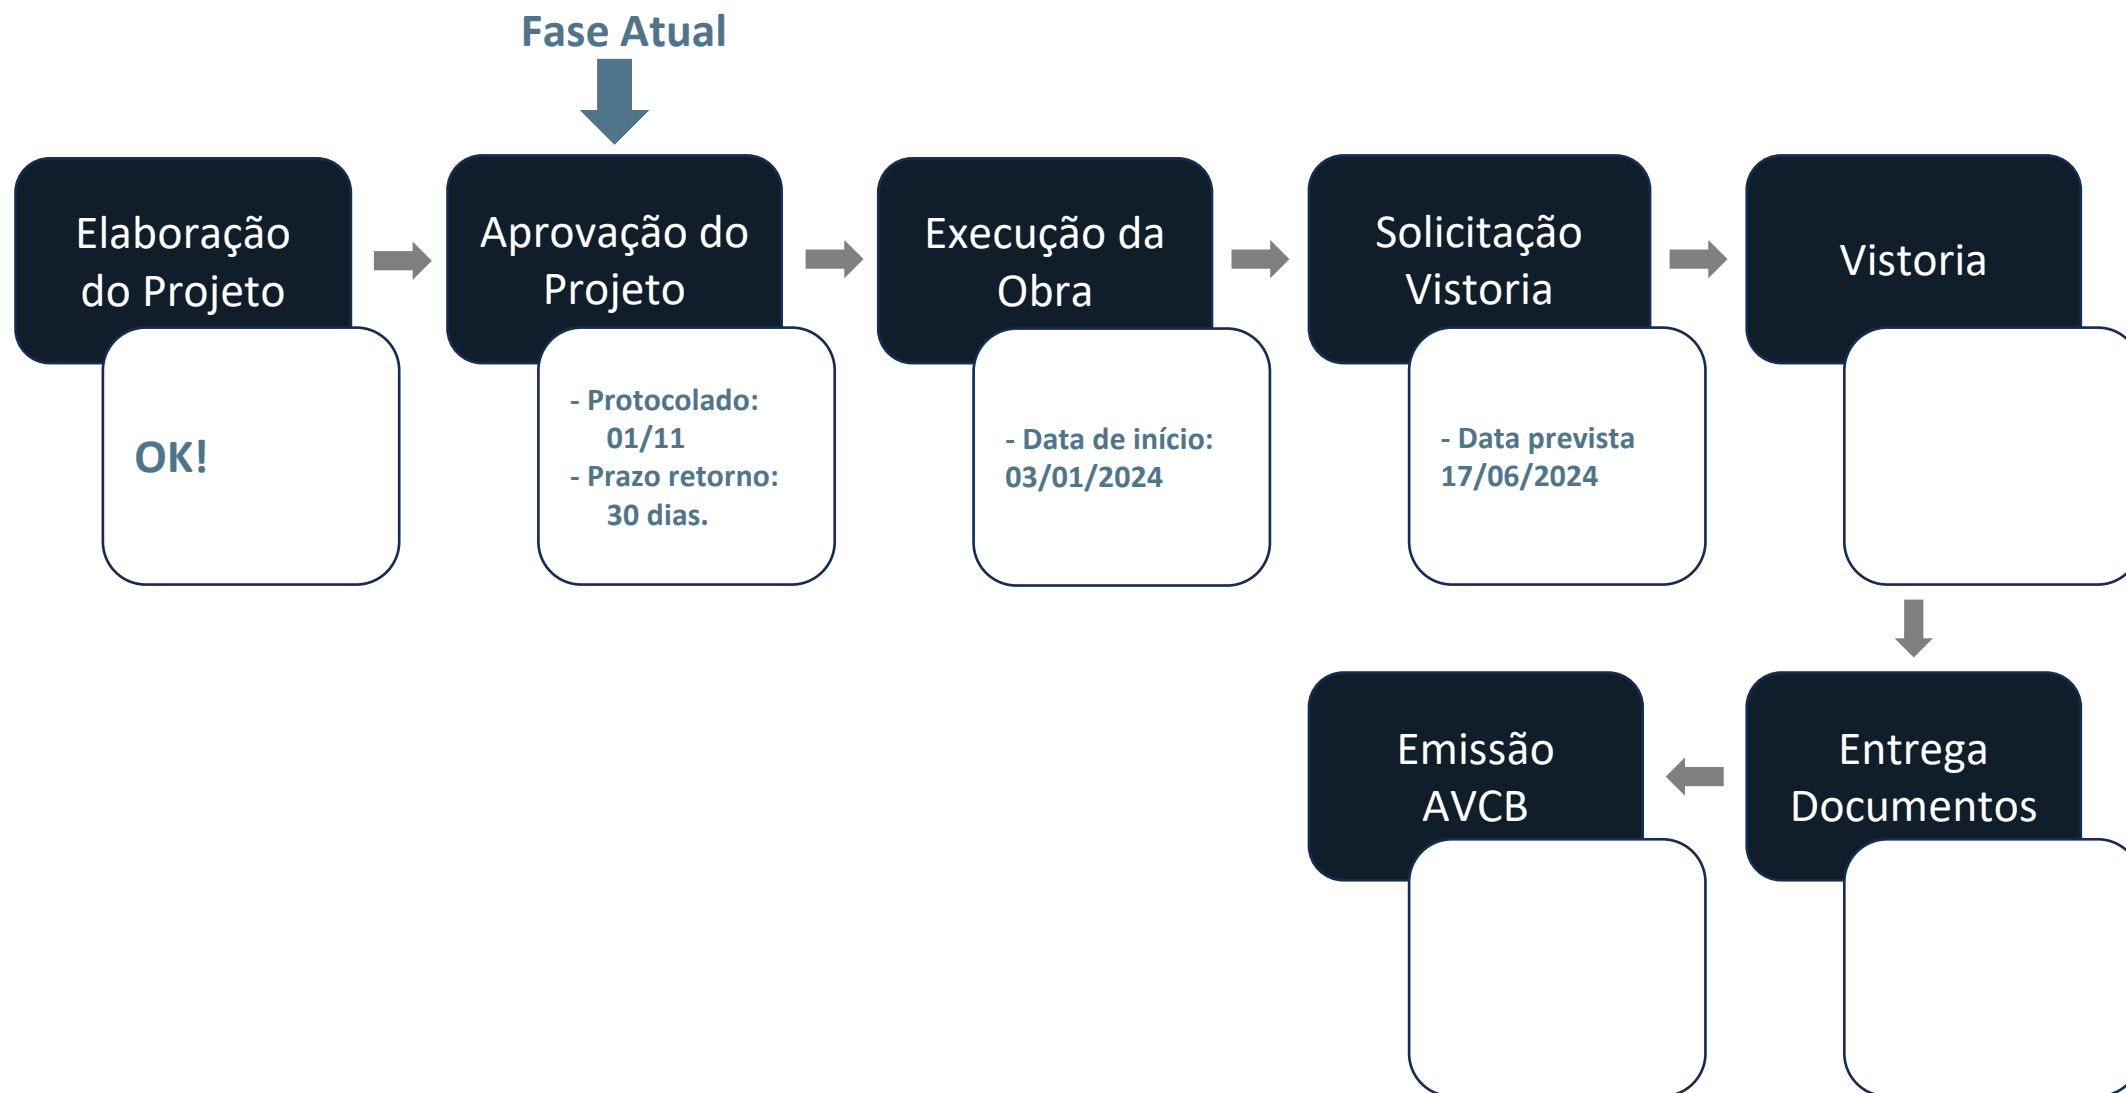 Fase Atual
Elaboração
do Projeto
OK!
Aprovação do
Projeto
- Protocolado:
01/11
- Prazo retorno:
30 dias.
Execução da
Obra
- Data de início:
03/01/2024
Solicitação
Vistoria
- Data prevista
17/06/2024
Vistoria
Entrega
Documentos
Emissão
AVCB